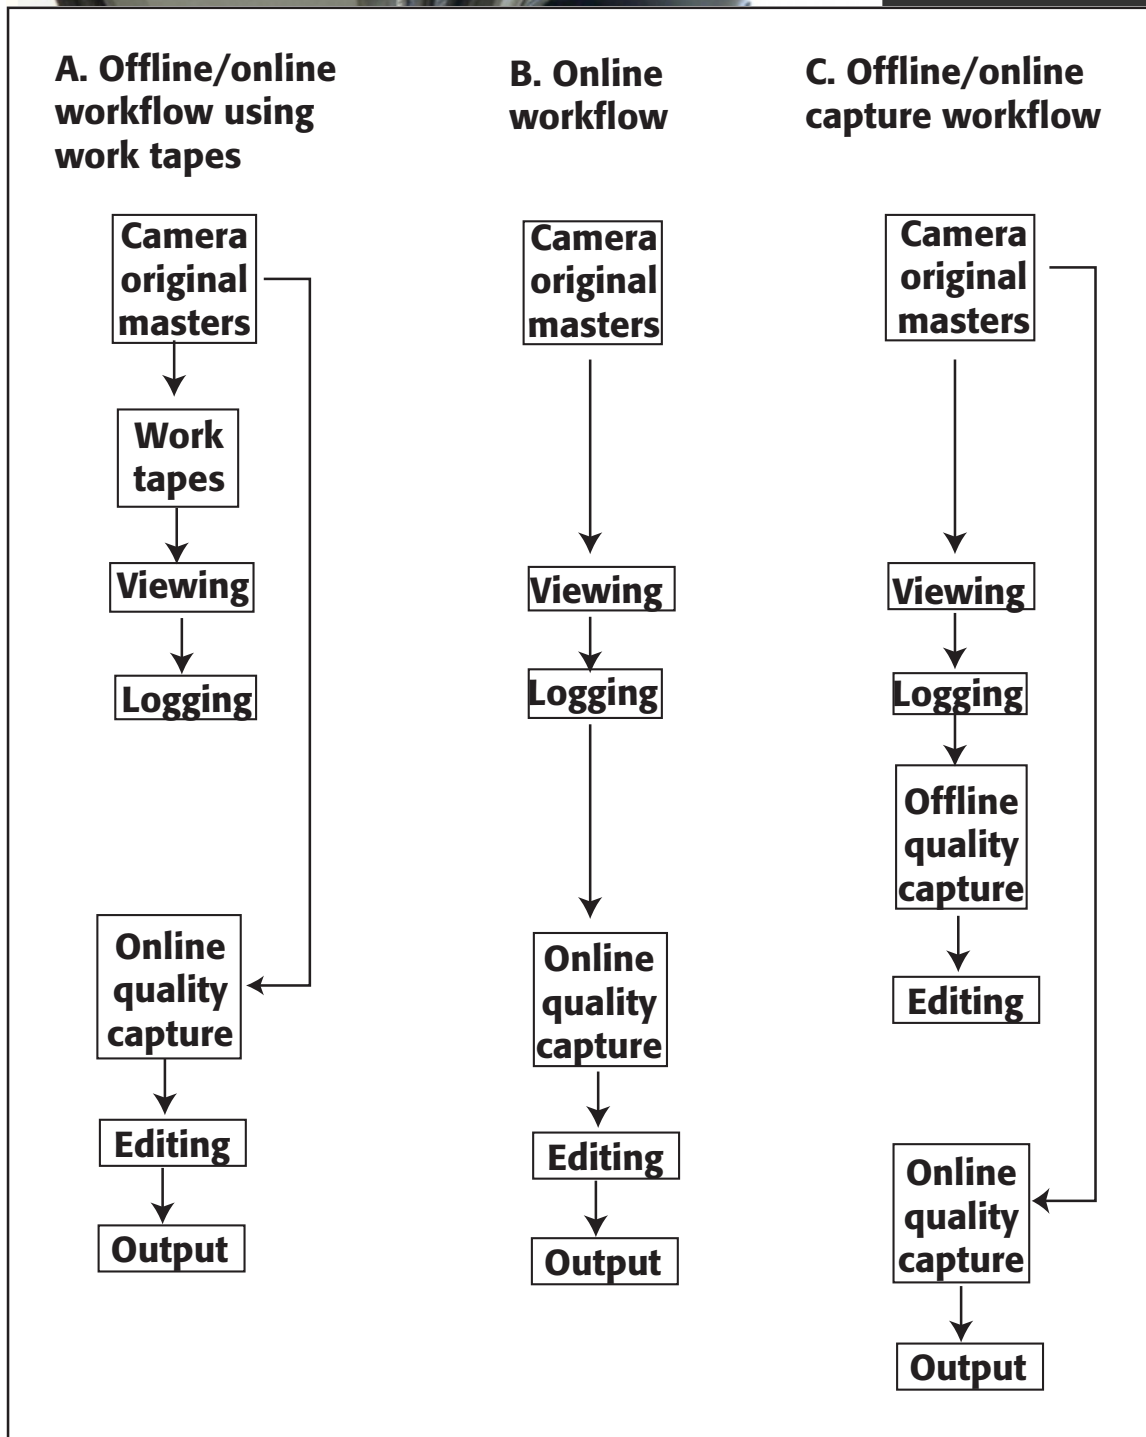 A. Offline/online
workflow using
work tapes
Camera
original
masters
Work
tapes
Viewing
Logging
Online
quality
capture
Editing
Output
B. Online
workflow
Camera
original
masters
Viewing
Logging
Online
quality
capture
Editing
Output
C. Offline/online
capture workflow
Camera
original
masters
Viewing
Logging
Offline
quality
capture
Editing
Online
quality
capture
Output